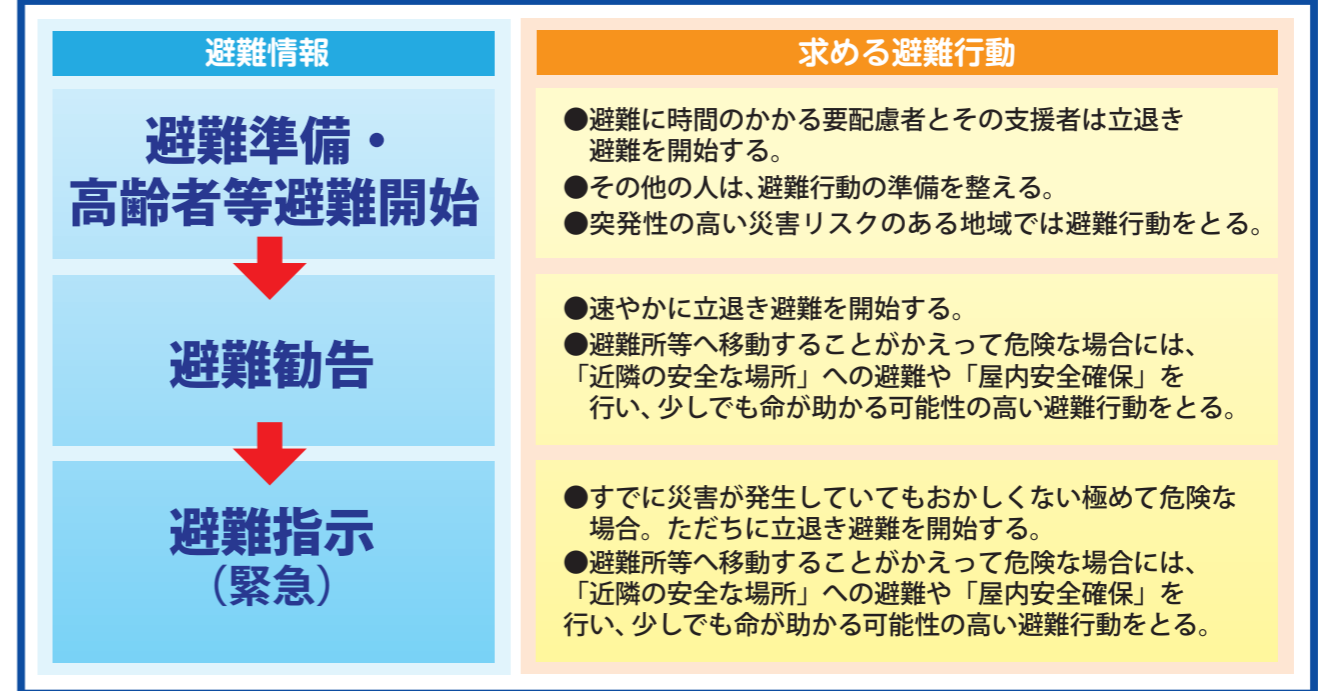 避難情報
求める避難行動
避難準備・
高齢者等避難開始
●避難に時間のかかる要配慮者とその支援者は立退き
避難を開始する。
●その他の人は、避難行動の準備を整える。
●突発性の高い災害リスクのある地域では避難行動をとる。
避難勧告
●速やかに立退き避難を開始する。
●避難所等へ移動することがかえって危険な場合には、
「近隣の安全な場所」への避難や「屋内安全確保」を
行い、少しでも命が助かる可能性の高い避難行動をとる。
避難指示
（緊急）
●すでに災害が発生していてもおかしくない極めて危険な
場合。ただちに立退き避難を開始する。
●避難所等へ移動することがかえって危険な場合には、
「近隣の安全な場所」への避難や「屋内安全確保」を
行い、少しでも命が助かる可能性の高い避難行動をとる。